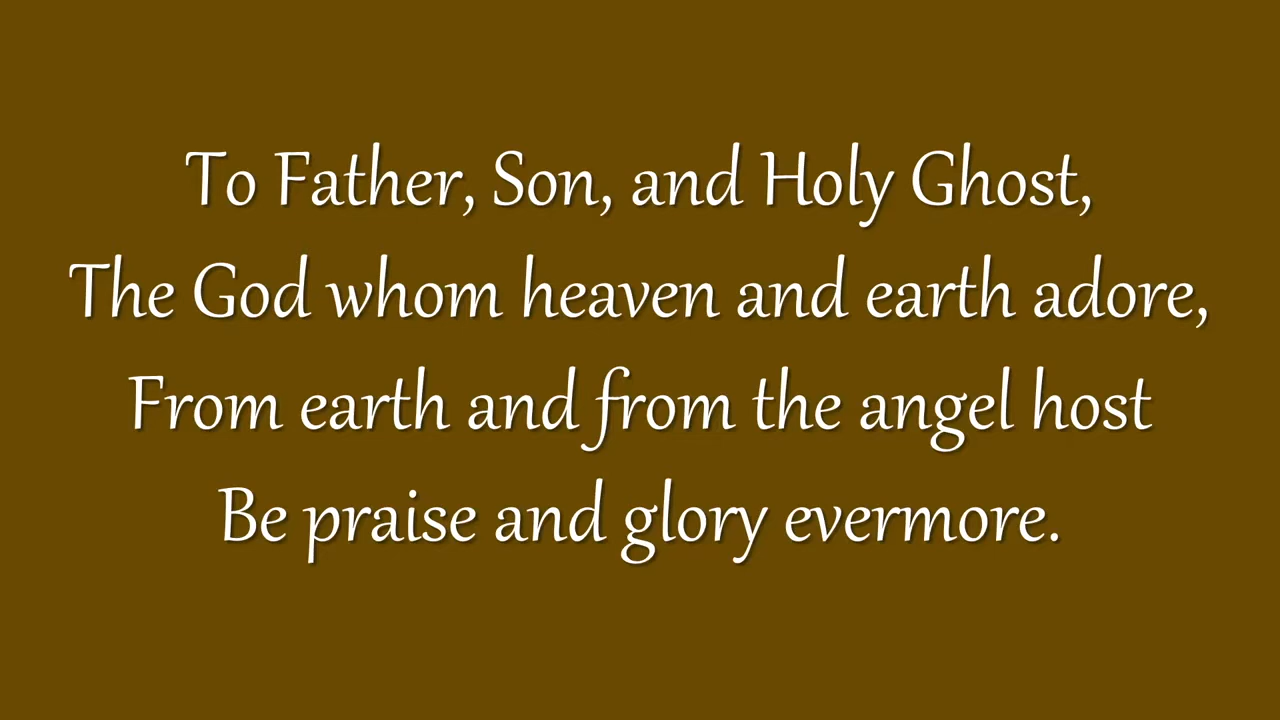 To Father, Son, and Holy Ghost,
The God whom heaven and earth adore,
From earth and from the angel host
Be praise and glory evermore.